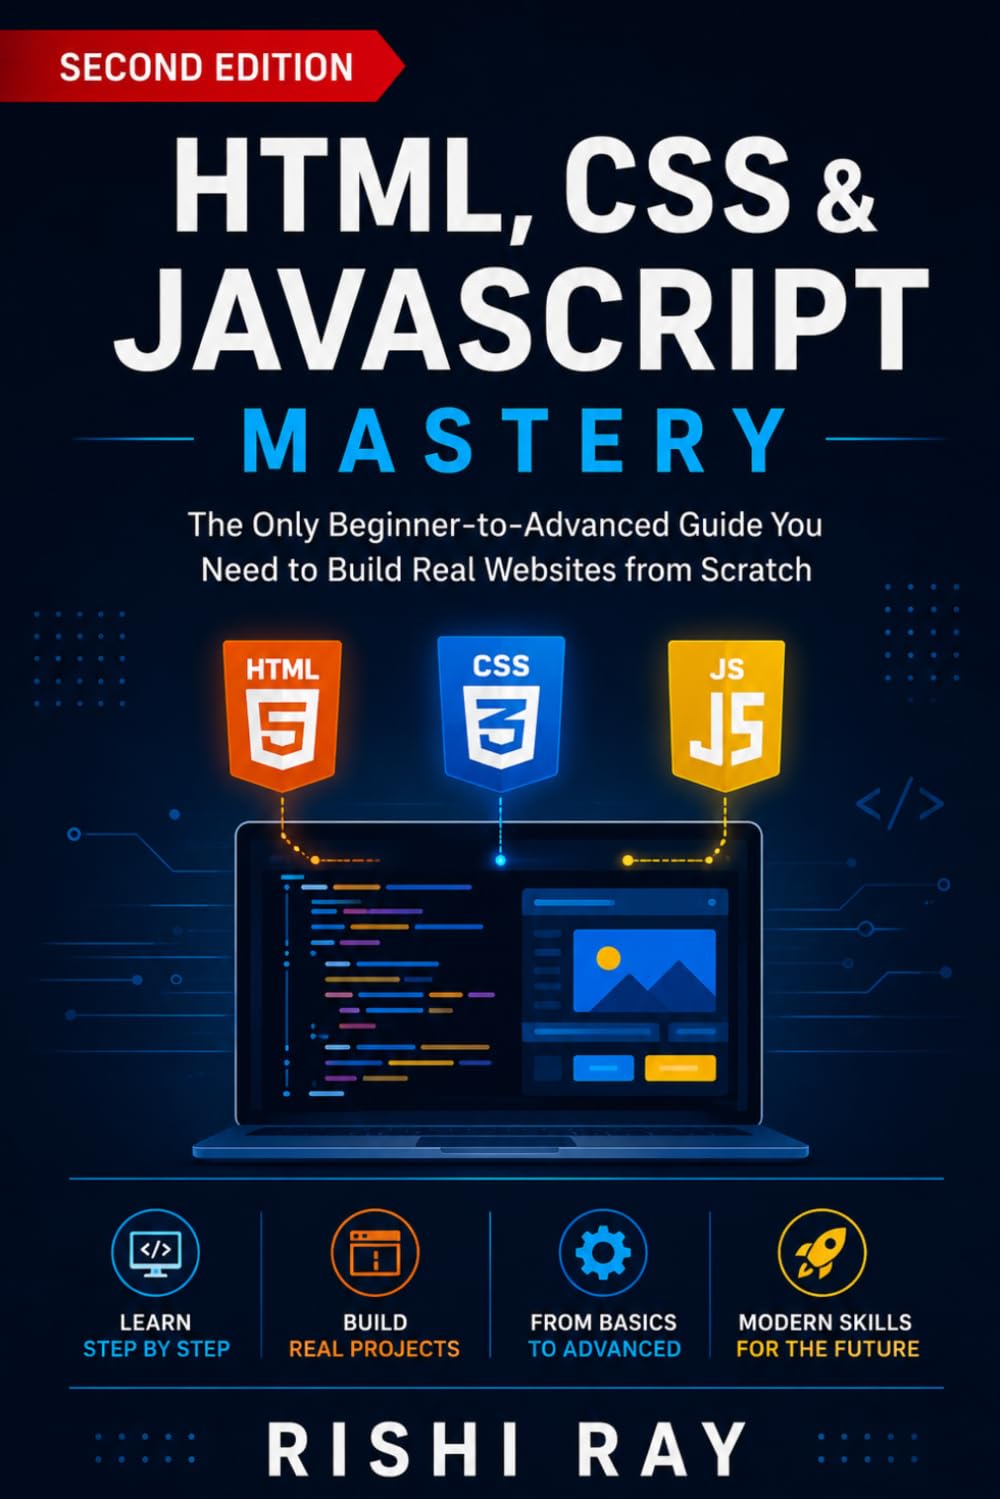 SECOND EDITION
HTML, CSS &
JAVASCRIPT
MASTERY
The Only Beginner-to-Advanced Guide You
Need to Build Real Websites from Scratch
HTML
5
CSS
3
JS
JS
</>
</>
LEARN
STEP BY STEP
BUILD
REAL PROJECTS
FROM BASICS
TO ADVANCED
MODERN SKILLS
FOR THE FUTURE
RISHI RAY